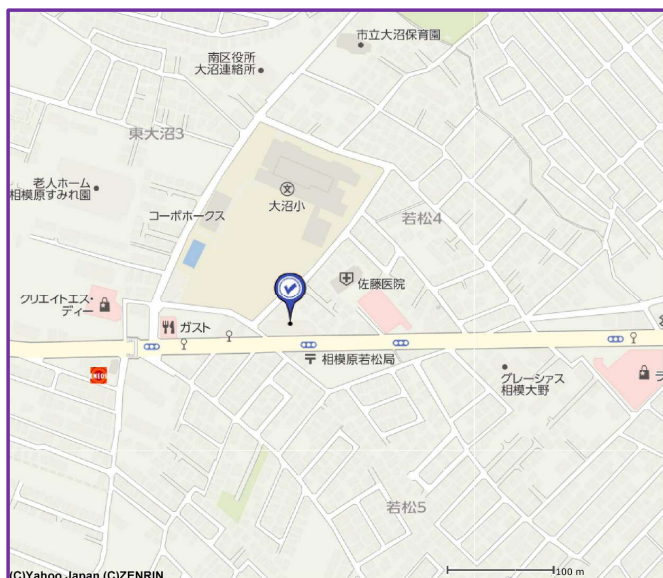 市立大沼保育園
南区役所
大沼連絡所
東大沼3
老人ホーム
相模原すみれ園
文
大沼小
コーポホークス
若松4
佐藤医院
クリエイトエス・
ディー
ガスト
相模原若松局
ENEOS
グレーシァス
相模大野
ラ
若松5
100 m
(C)Yahoo Japan (C)ZENRIN